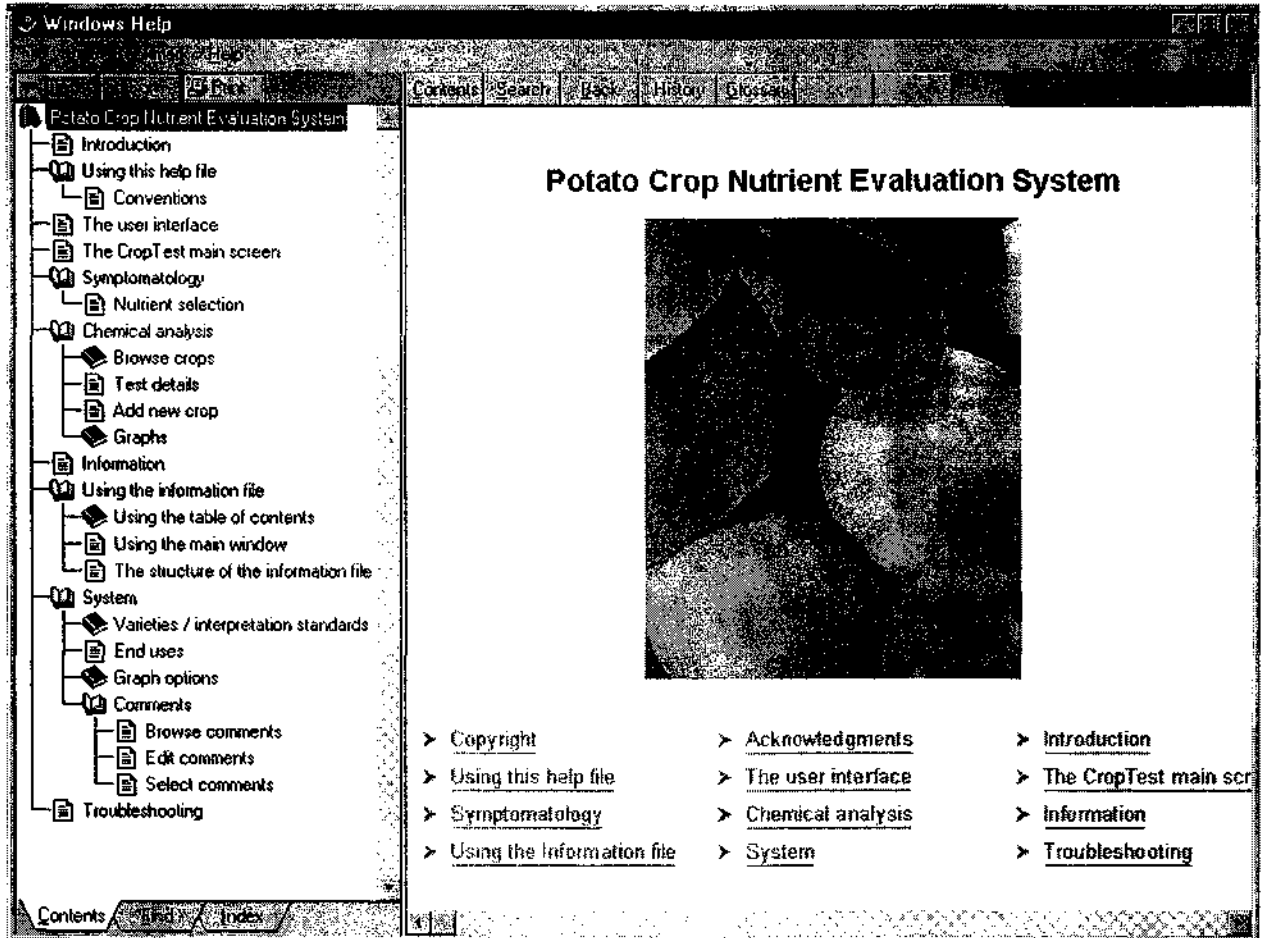 Windows Help
Help
Print
Contents Search Back History Glossary
Potato Crop Nutrient Evaluation System
Introduction
Using this help file
Conventions
The user interface
The CropTest main screen
Symptomatology
Nutrient selection
Chemical analysis
Browse crops
Test details
Add new crop
Graphs
Information
Using the information file
Using the table of contents
Using the main window
The structure of the information file
System
Varieties / interpretation standards
End uses
Graph options
Comments
Browse comments
Edit comments
Select comments
Troubleshooting
Contents Find Index
Potato Crop Nutrient Evaluation System
Copyright Acknowledgments Introduction
Using this help file The user interface The CropTest main scr
Symptomatology Chemical analysis Information
Using the Information file System Troubleshooting